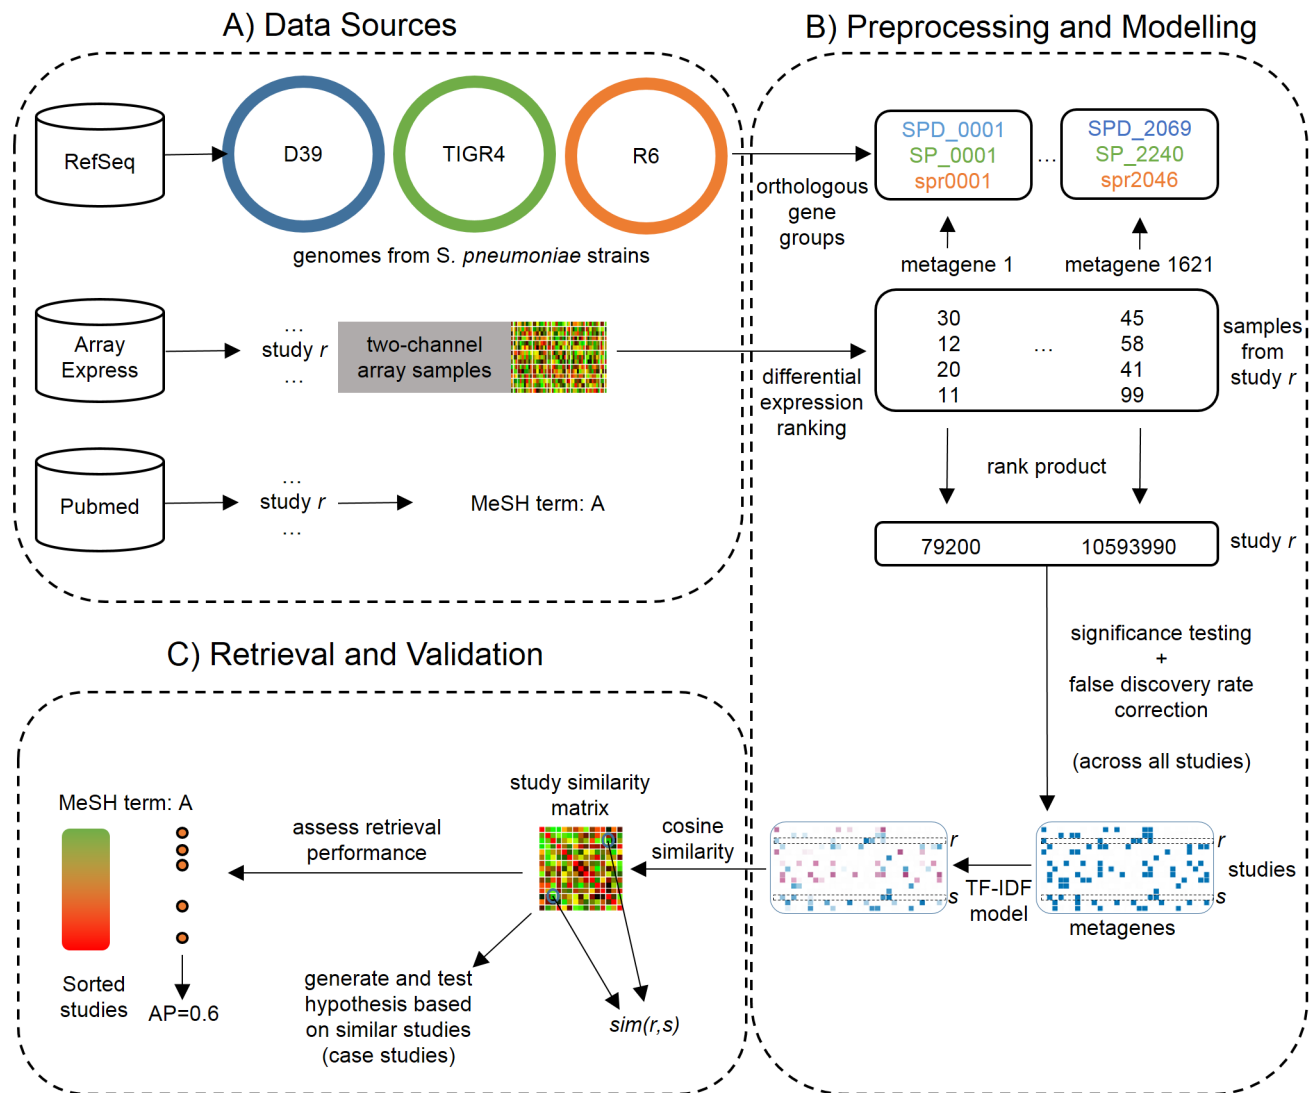 A) Data Sources
RefSeq
D39
TIGR4
R6
genomes from S. pneumoniae strains
Array
Express
...
study r
...
two-channel
array samples
Pubmed
...
study r
...
MeSH term: A
B) Preprocessing and Modelling
orthologous
gene
groups
SPD_0001
SP_0001
spr0001
...
SPD_2069
SP_2240
spr2046
metagene 1
metagene 1621
differential
expression
ranking
30
12
20
11
...
45
58
41
99
samples
from
study r
rank product
79200
10593990
study r
significance testing
+
false discovery rate
correction
(across all studies)
r
s
studies
metagenes
TF-IDF
model
r
s
C) Retrieval and Validation
cosine
similarity
study similarity
matrix
sim(r,s)
generate and test
hypothesis based
on similar studies
(case studies)
assess retrieval
performance
MeSH term: A
Sorted
studies
AP=0.6